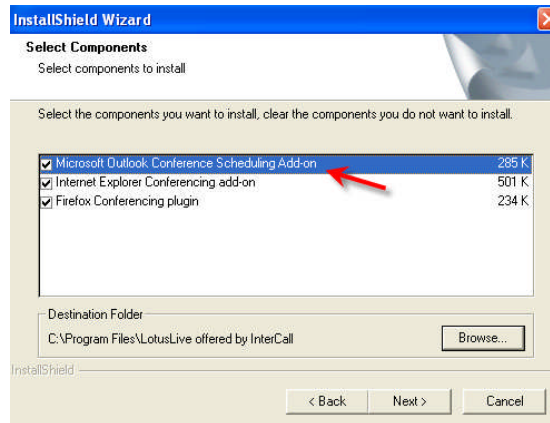 InstallShield Wizard
Select Components
Select components to install
Select the components you want to install, clear the components you do not want to install.
Microsoft Outlook Conference Scheduling Add-on 285 K
Internet Explorer Conferencing add-on 501 K
Firefox Conferencing plugin 234 K
Destination Folder
C:\Program Files\LotusLive offered by InterCall Browse...
InstallShield
< Back Next > Cancel